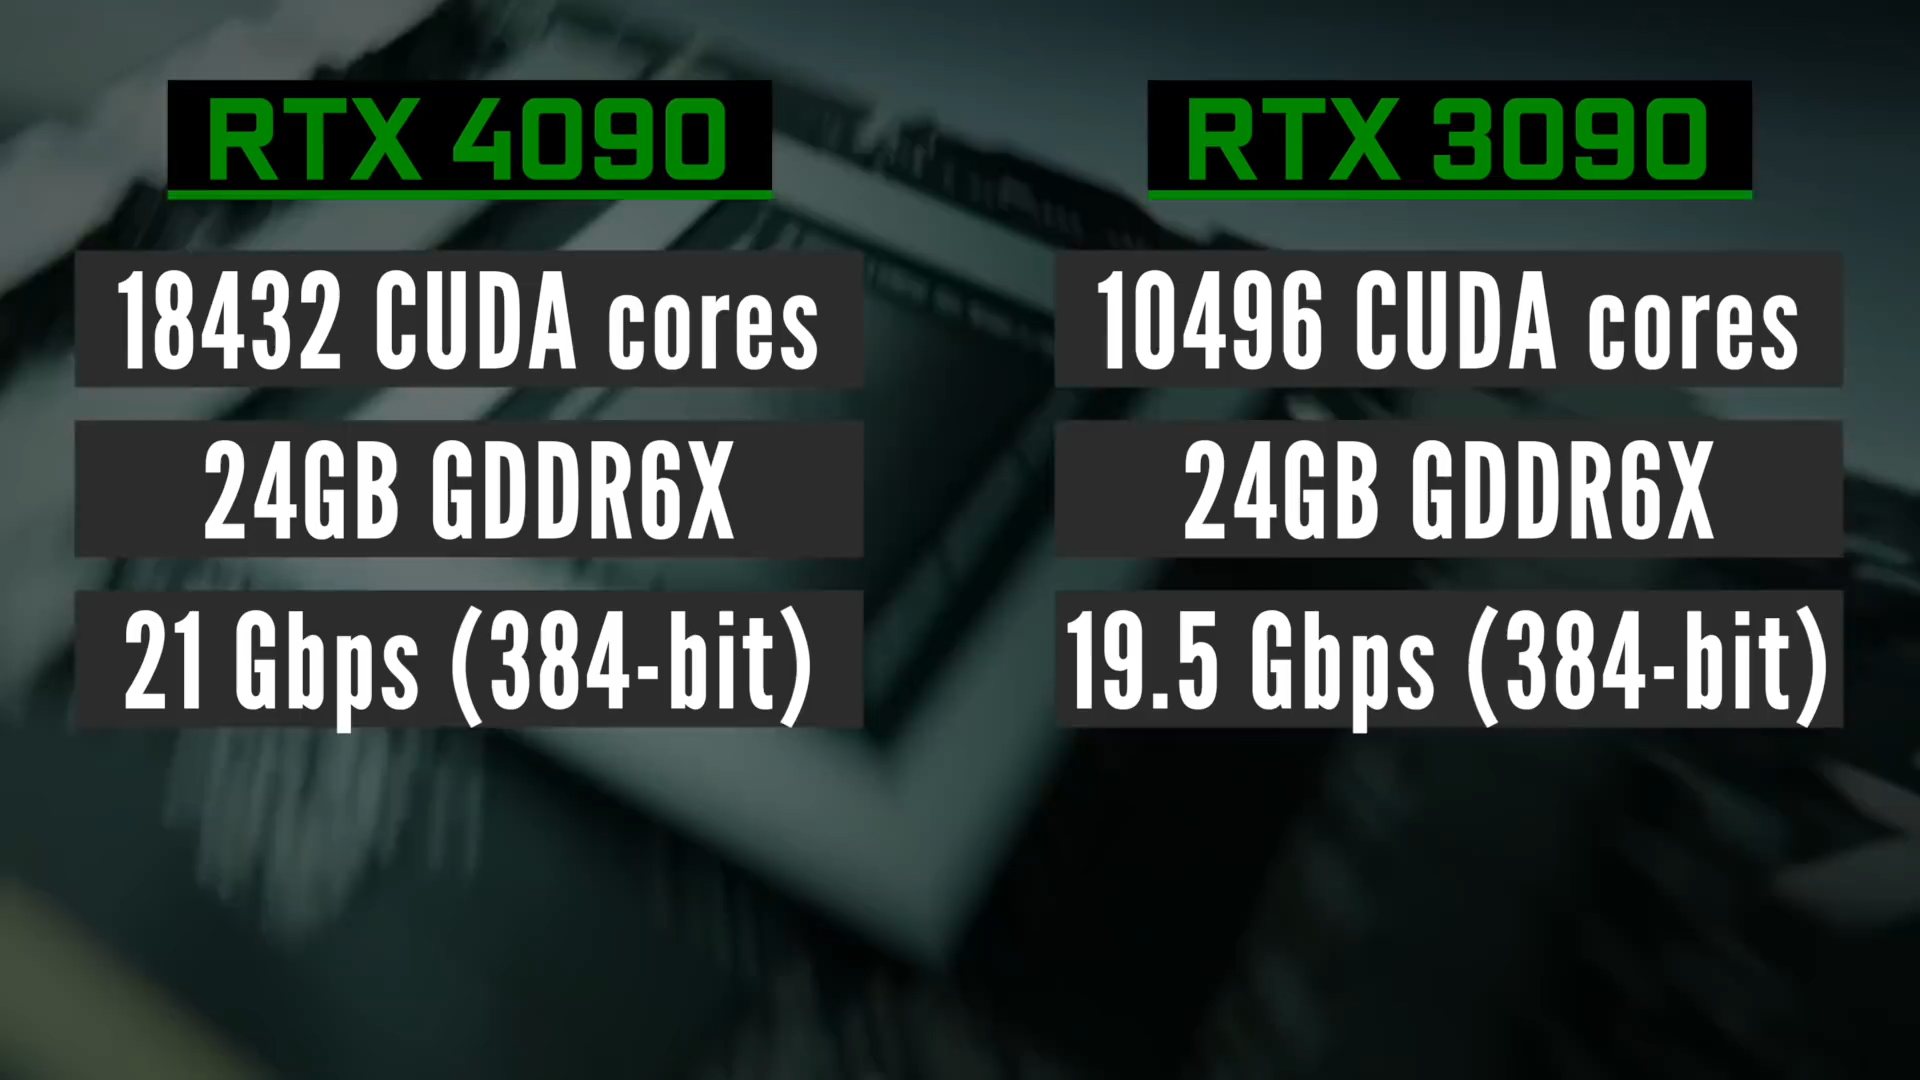 RTX 4090
18432 CUDA cores
24GB GDDR6X
21 Gbps (384-bit)
RTX 3090
10496 CUDA cores
24GB GDDR6X
19.5 Gbps (384-bit)